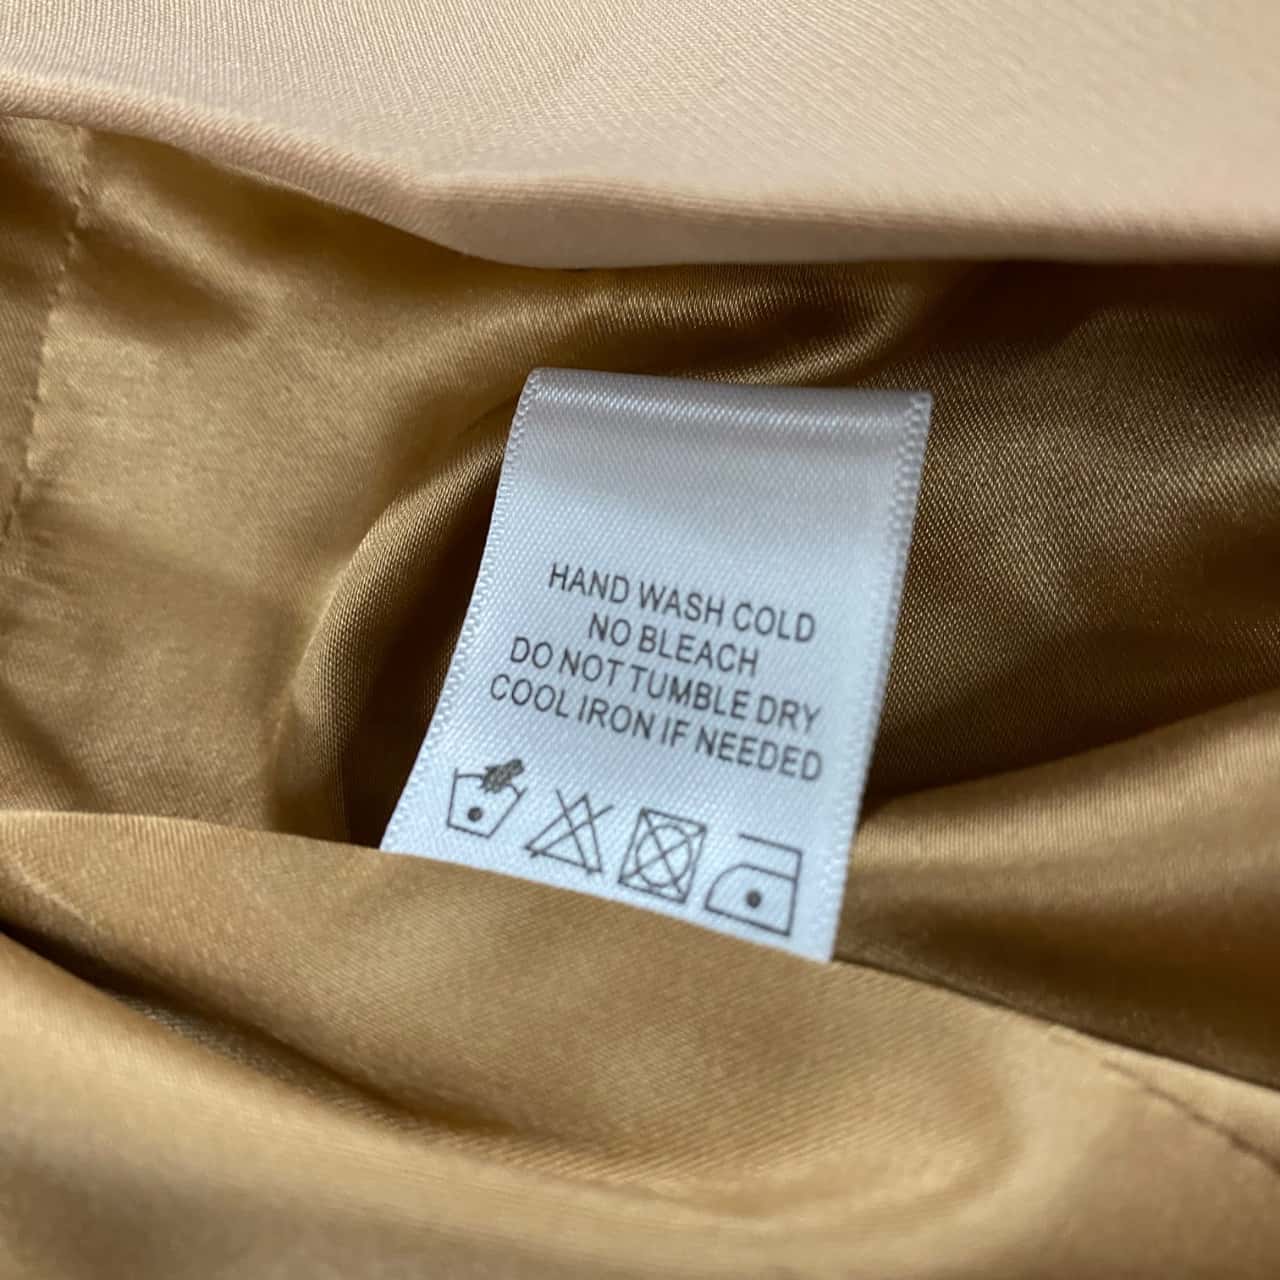 HAND WASH COLD
NO BLEACH
DO NOT TUMBLE DRY
COOL IRON IF NEEDED